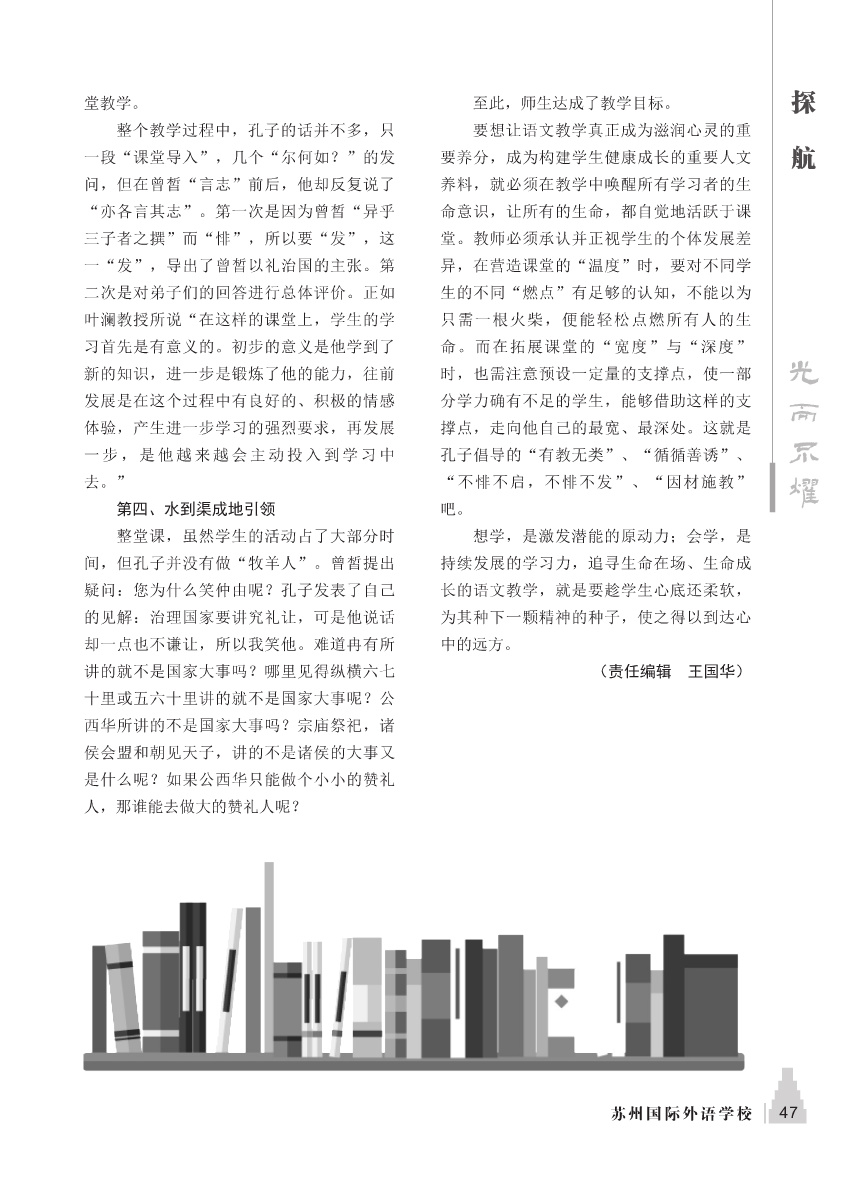 堂教学。
整个教学过程中，孔子的话并不多，只
一段“课堂导入”，几个“尔何如？”的发
问，但在曾皙“言志”前后，他却反复说了
“亦各言其志”。第一次是因为曾皙“异乎
三子者之撰”而“悱”，所以要“发”，这
一“发”，导出了曾皙以礼治国的主张。第
二次是对弟子们的回答进行总体评价。正如
叶澜教授所说“在这样的课堂上，学生的学
习首先是有意义的。初步的意义是他学到了
新的知识，进一步是锻炼了他的能力，往前
发展是在这个过程中有良好的、积极的情感
体验，产生进一步学习的强烈要求，再发展
一步，是他越来越会主动投入到学习中
去。”
第四、水到渠成地引领
整堂课，虽然学生的活动占了大部分时
间，但孔子并没有做“牧羊人”。曾皙提出
疑问：您为什么笑仲由呢？孔子发表了自己
的见解：治理国家要讲究礼让，可是他说话
却一点也不谦让，所以我笑他。难道冉有所
讲的就不是国家大事吗？哪里见得纵横六七
十里或五六十里讲的就不是国家大事呢？公
西华所讲的不是国家大事吗？宗庙祭祀，诸
侯会盟和朝见天子，讲的不是诸侯的大事又
是什么呢？如果公西华只能做个小小的赞礼
人，那谁能去做大的赞礼人呢？
至此，师生达成了教学目标。
要想让语文教学真正成为滋润心灵的重
要养分，成为构建学生健康成长的重要人文
养料，就必须在教学中唤醒所有学习者的生
命意识，让所有的生命，都自觉地活跃于课
堂。教师必须承认并正视学生的个体发展差
异，在营造课堂的“温度”时，要对不同学
生的不同“燃点”有足够的认知，不能以为
只需一根火柴，便能轻松点燃所有人的生
命。而在拓展课堂的“宽度”与“深度”
时，也需注意预设一定量的支撑点，使一部
分学力确有不足的学生，能够借助这样的支
撑点，走向他自己的最宽、最深处。这就是
孔子倡导的“有教无类”、“循循善诱”、
“不悱不启，不悱不发”、“因材施教”
吧。
想学，是激发潜能的原动力；会学，是
持续发展的学习力，追寻生命在场、生命成
长的语文教学，就是要趁学生心底还柔软，
为其种下一颗精神的种子，使之得以到达心
中的远方。
（责任编辑　王国华）
探航
光而不耀
苏州国际外语学校
47